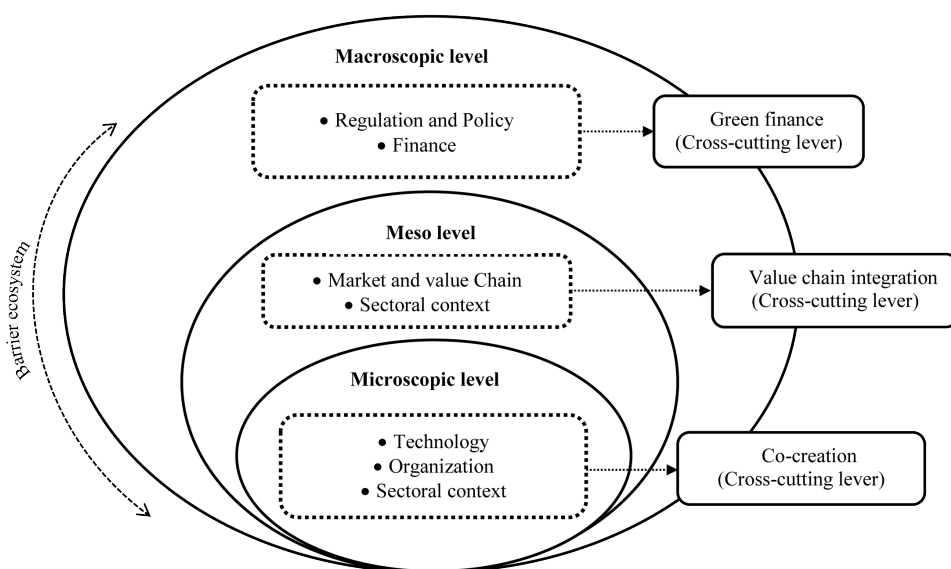 Macroscopic level
● Regulation and Policy
● Finance
Green finance
(Cross-cutting lever)
Barrier ecosystem
Meso level
● Market and value Chain
● Sectoral context
Value chain integration
(Cross-cutting lever)
Microscopic level
● Technology
● Organization
● Sectoral context
Co-creation
(Cross-cutting lever)